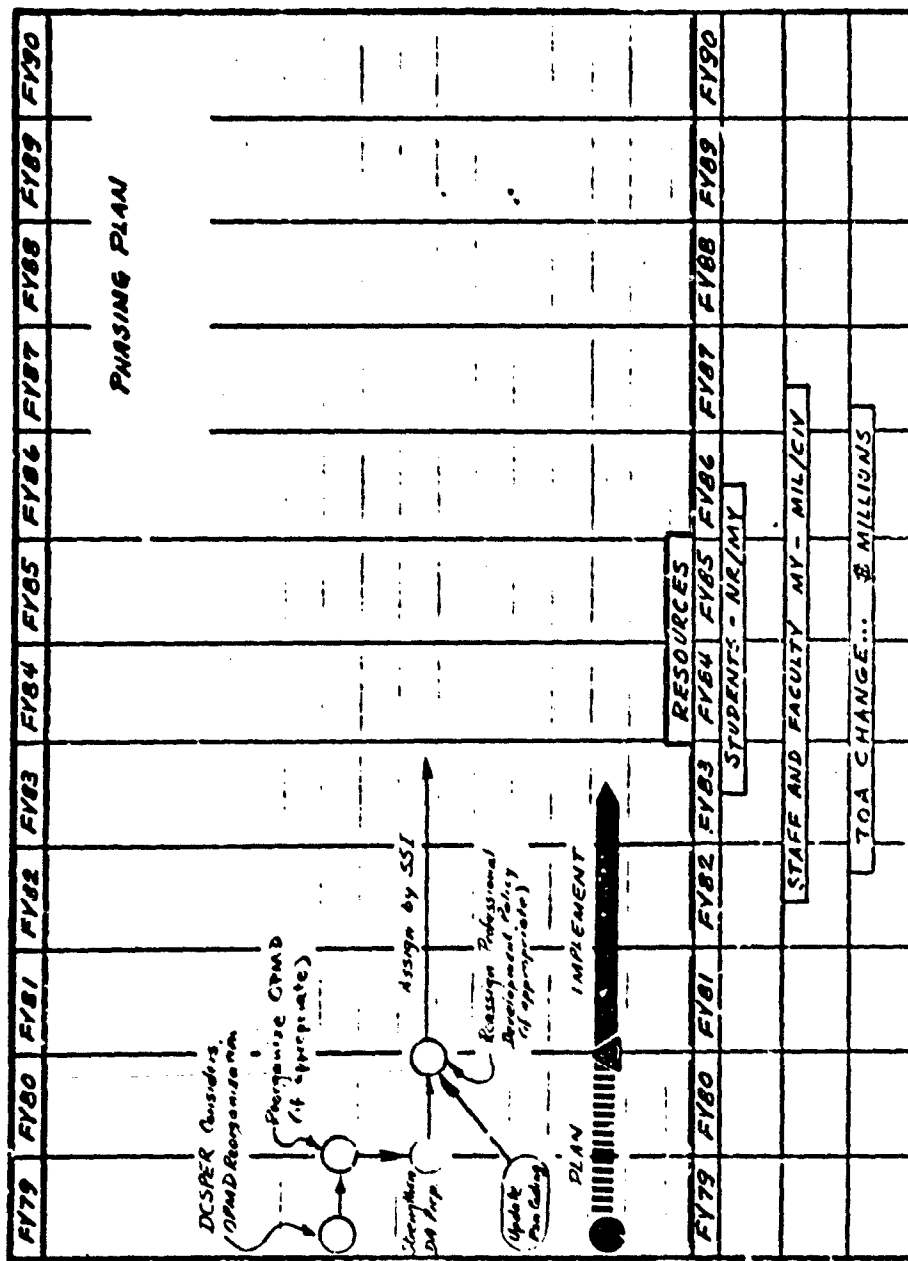 FY79 FY80 FY81 FY82 FY83 FY84 FY85 FY86 FY87 FY88 FY89 FY90
PHASING PLAN
DCSPER Considers
Reorganization
Reorganize OPMD
(if appropriate)
Strengthen
DA Prop
Assign by SSI
Reassign Professional
Development Policy
(if appropriate)
Update
Coding
PLAN
IMPLEMENT
RESOURCES
FY79 FY80 FY81 FY82 FY83 FY84 FY85 FY86 FY87 FY88 FY89 FY90
STUDENTS - NR/MY
STAFF AND FACULTY MY - MIL/CIV
TOA CHANGE... $ MILLIONS